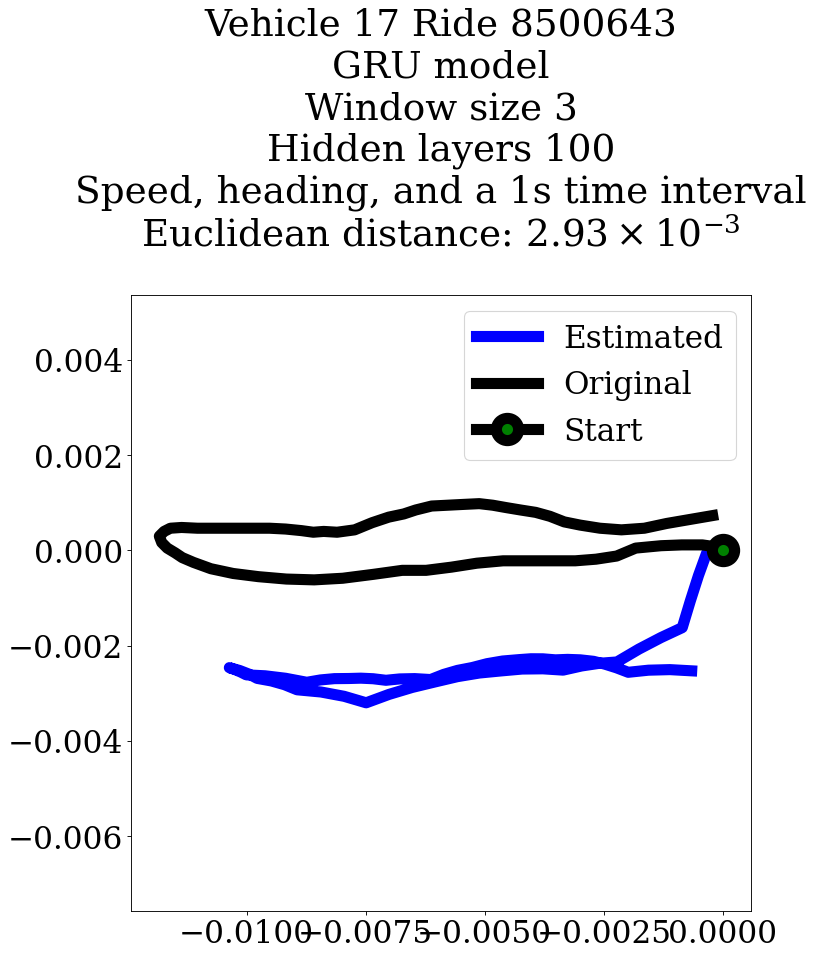 Vehicle 17 Ride 8500643
GRU model
Window size 3
Hidden layers 100
Speed, heading, and a 1s time interval
Euclidean distance: 2.93 × 10⁻³
Estimated
Original
Start
0.004
0.002
0.000
−0.002
−0.004
−0.006
−0.0100 −0.0075 −0.0050 −0.0025 0.0000